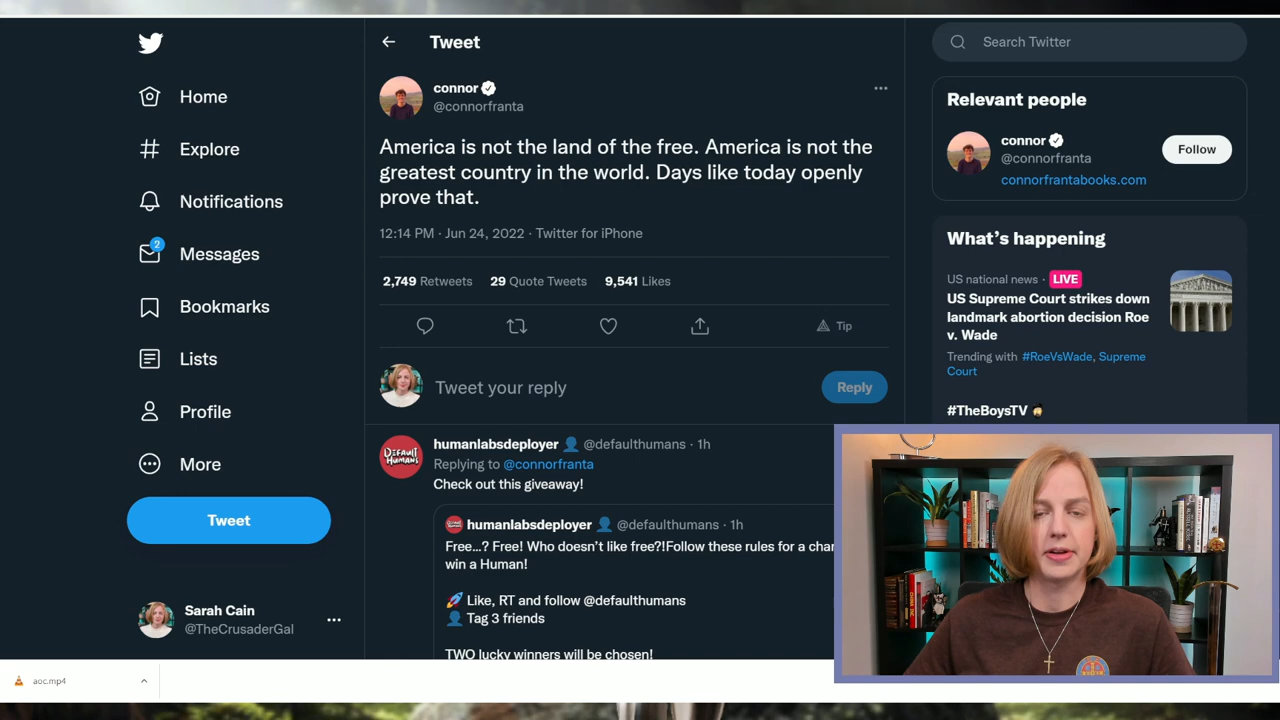 Home
Explore
Notifications
2
Messages
Bookmarks
Lists
Profile
More
Tweet
Sarah Cain
@TheCrusaderGal
Tweet
connor
@connorfranta
America is not the land of the free. America is not the
greatest country in the world. Days like today openly
prove that.
12:14 PM · Jun 24, 2022 · Twitter for iPhone
2,749 Retweets 29 Quote Tweets 9,541 Likes
Tip
Tweet your reply
Reply
DEFAULT
HUMANS
humanlabsdeployer @defaulthumans · 1h
Replying to @connorfranta
Check out this giveaway!
humanlabsdeployer @defaulthumans · 1h
Free...? Free! Who doesn't like free?!Follow these rules for a
win a Human!
Like, RT and follow @defaulthumans
Tag 3 friends
TWO lucky winners will be chosen!
Search Twitter
Relevant people
connor
@connorfranta
Follow
connorfrantabooks.com
What's happening
US national news · LIVE
US Supreme Court strikes down
landmark abortion decision Roe
v. Wade
Trending with #RoeVsWade, Supreme
Court
#TheBoysTV
aoc.mp4